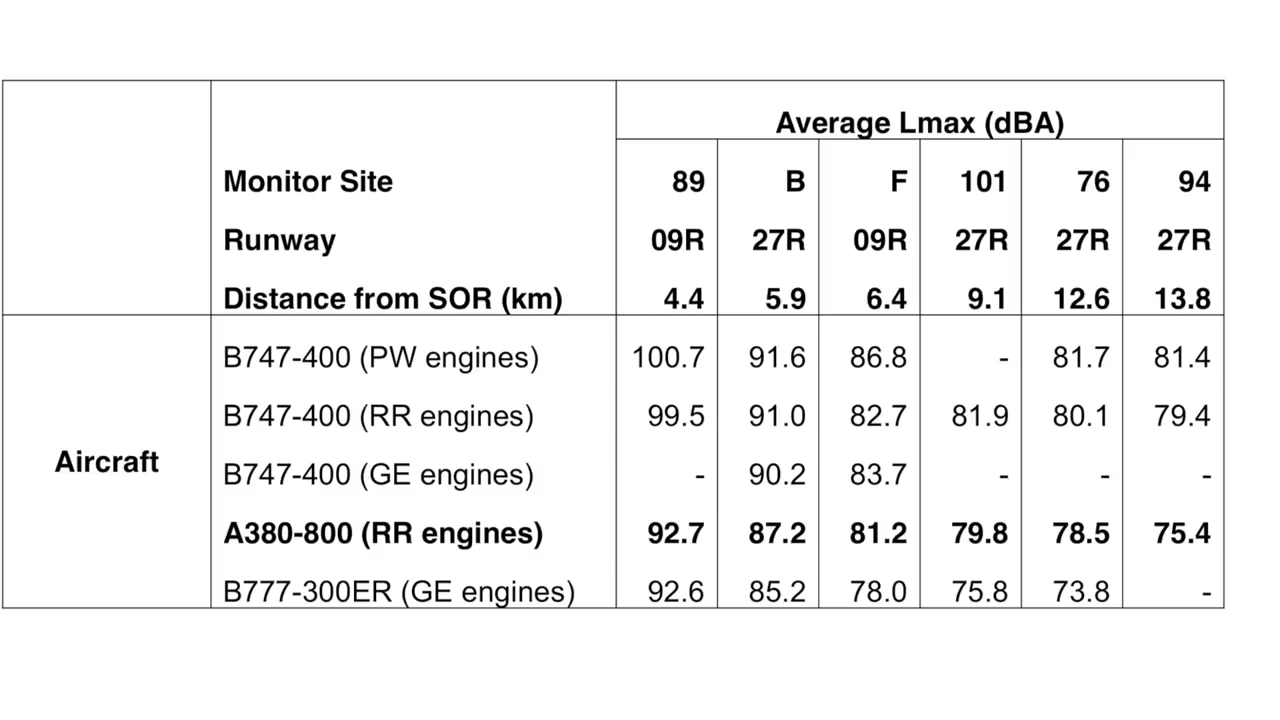 Average Lmax (dBA)
Monitor Site 89 B F 101 76 94
Runway 09R 27R 09R 27R 27R 27R
Distance from SOR (km) 4.4 5.9 6.4 9.1 12.6 13.8
B747-400 (PW engines) 100.7 91.6 86.8 - 81.7 81.4
B747-400 (RR engines) 99.5 91.0 82.7 81.9 80.1 79.4
Aircraft
B747-400 (GE engines) - 90.2 83.7 - - -
A380-800 (RR engines) 92.7 87.2 81.2 79.8 78.5 75.4
B777-300ER (GE engines) 92.6 85.2 78.0 75.8 73.8 -